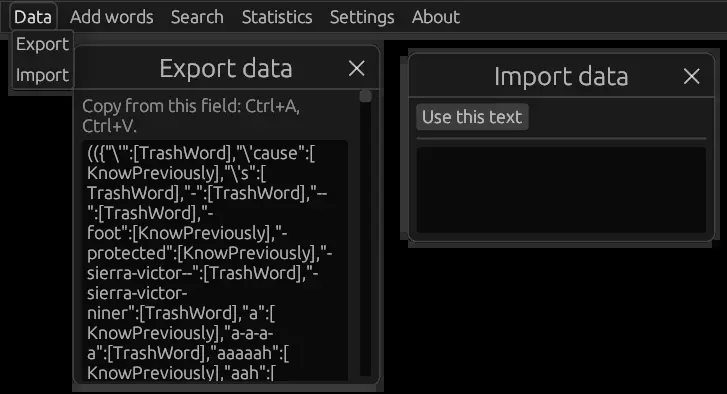 Data Add words Search Statistics Settings About
Export
Import
Export data
Copy from this field: Ctrl+A,
Ctrl+V.
(({"\'":[TrashWord],"\'cause":[
KnowPreviously],"\'s":[
TrashWord],"-":[TrashWord],"--
":[TrashWord],"-
foot":[KnowPreviously],"-
protected":[KnowPreviously],"-
sierra-victor--":[TrashWord],"-
sierra-victor-
niner":[TrashWord],"a":[
KnowPreviously],"a-a-a-
a":[TrashWord],"aaaaah":[
KnowPreviously],"aah":[
Import data
Use this text